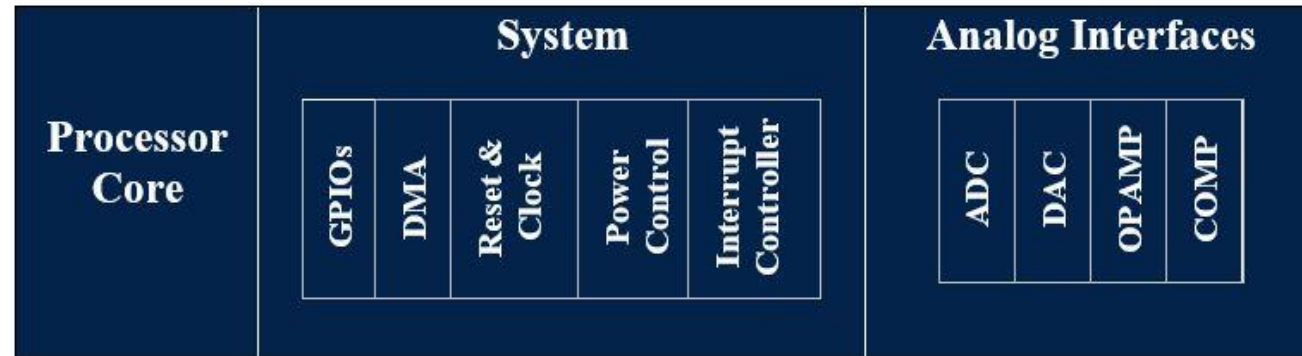 Processor
Core
System
GPIOs
DMA
Reset &
Clock
Power
Control
Interrupt
Controller
Analog Interfaces
ADC
DAC
OPAMP
COMP